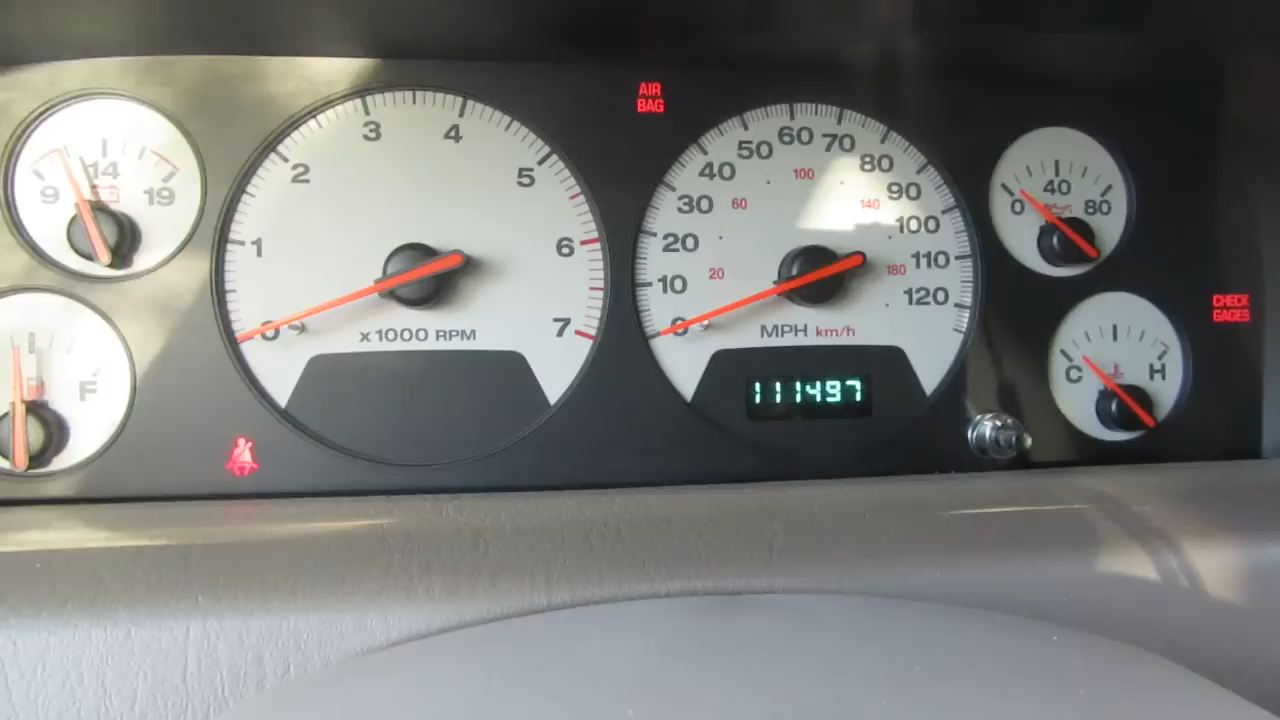 AIR
BAG
9 14 19
F
0 1 2 3 4 5 6 7
x1000 RPM
0 10 20 30 40 50 60 70 80 90 100 110 120
20 60 100 140 180
MPH km/h
111497
0 40 80
C H
CHECK
GAGES